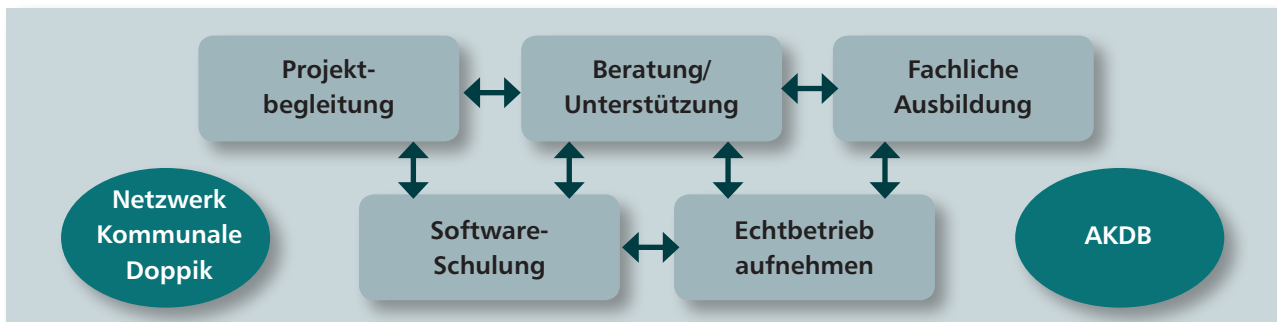 Projekt-
begleitung
Beratung/
Unterstützung
Fachliche
Ausbildung
Netzwerk
Kommunale
Doppik
Software-
Schulung
Echtbetrieb
aufnehmen
AKDB